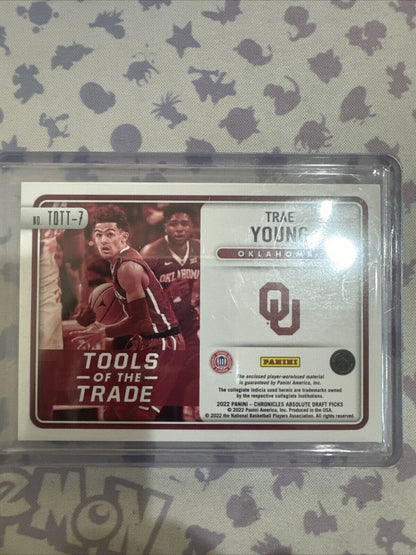 NO. TOTT-7
TRAE
YOUNG
OKLAHOMA
OKLAHOMA
OU
TOOLS
OF THE
TRADE
PANINI
The enclosed player-worn/used material
is guaranteed by Panini America, Inc.
The collegiate indicia used herein are trademarks owned
by the respective collegiate institutions.
2022 PANINI – CHRONICLES ABSOLUTE DRAFT PICKS
© 2022 Panini America, Inc. Produced in the USA.
© 2022 the National Basketball Players Association. All rights reserved.